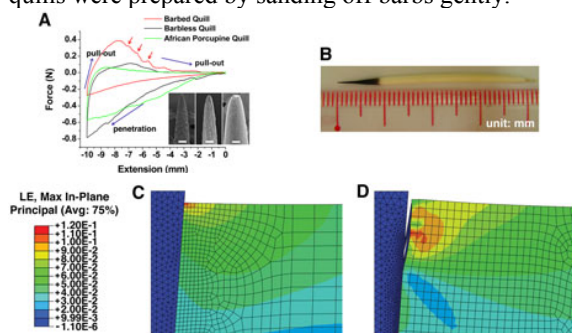 quills were prepared by sanding off barbs gently.
A
Barbed Quill
Barbless Quill
African Porcupine Quill
pull-out
pull-out
penetration
Force (N)
0.4
0.2
0.0
-0.2
-0.4
-0.6
-0.8
-10 -9 -8 -7 -6 -5 -4 -3 -2 -1 0
Extension (mm)
B
unit: mm
LE, Max In-Plane
Principal (Avg: 75%)
+1.20E-1
+1.10E-1
+1.00E-1
+9.00E-2
+8.00E-2
+7.00E-2
+6.00E-2
+5.00E-2
+4.00E-2
+3.00E-2
+2.00E-2
+9.99E-3
-1.10E-6
C
D